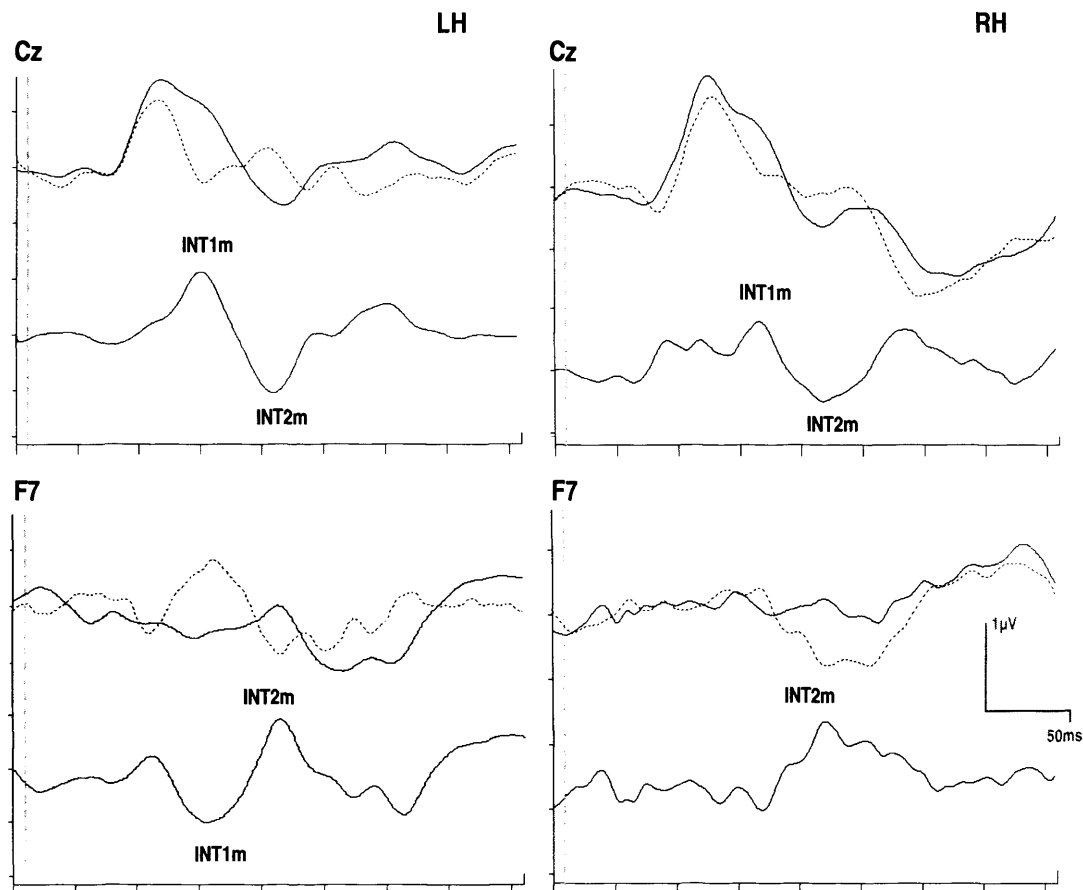 LH
RH
Cz
Cz
INT1m
INT2m
INT1m
INT2m
F7
F7
INT2m
INT1m
INT2m
1µV
50ms